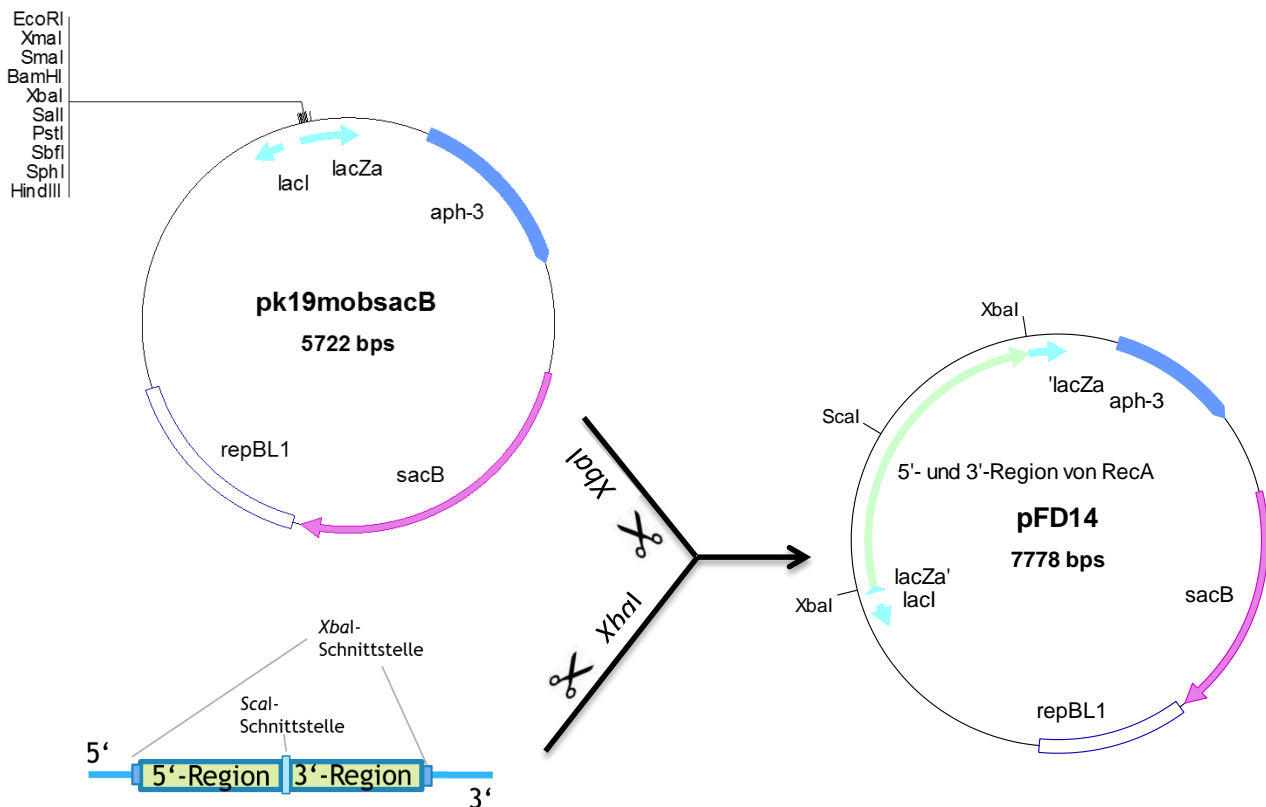 EcoRI
XmaI
SmaI
BamHI
XbaI
SalI
PstI
SbfI
SphI
HindIII
lacI
lacZa
aph-3
pk19mobsacB
5722 bps
repBL1
sacB
XbaI
XbaI
XbaI-
Schnittstelle
ScaI-
Schnittstelle
5‘
5‘-Region
3‘-Region
3‘
XbaI
'lacZa
aph-3
ScaI
5'- und 3'-Region von RecA
pFD14
7778 bps
lacZa'
lacI
XbaI
sacB
repBL1